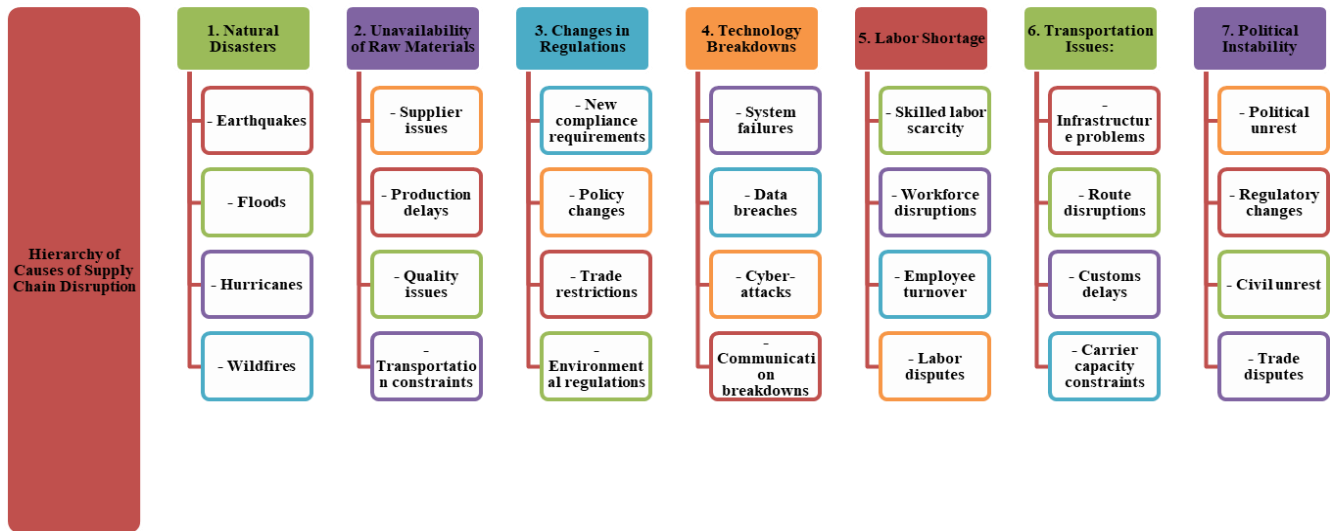 Hierarchy of
Causes of Supply
Chain Disruption
1. Natural
Disasters
- Earthquakes
- Floods
- Hurricanes
- Wildfires
2. Unavailability
of Raw Materials
- Supplier
issues
- Production
delays
- Quality
issues
-
Transportatio
n constraints
3. Changes in
Regulations
- New
compliance
requirements
- Policy
changes
- Trade
restrictions
-
Environment
al regulations
4. Technology
Breakdowns
- System
failures
- Data
breaches
- Cyber-
attacks
-
Communicati
on breakdowns
5. Labor Shortage
- Skilled labor
scarcity
- Workforce
disruptions
- Employee
turnover
- Labor
disputes
6. Transportation
Issues:
-
Infrastructur
e problems
- Route
disruptions
- Customs
delays
- Carrier
capacity
constraints
7. Political
Instability
- Political
unrest
- Regulatory
changes
- Civil unrest
- Trade
disputes